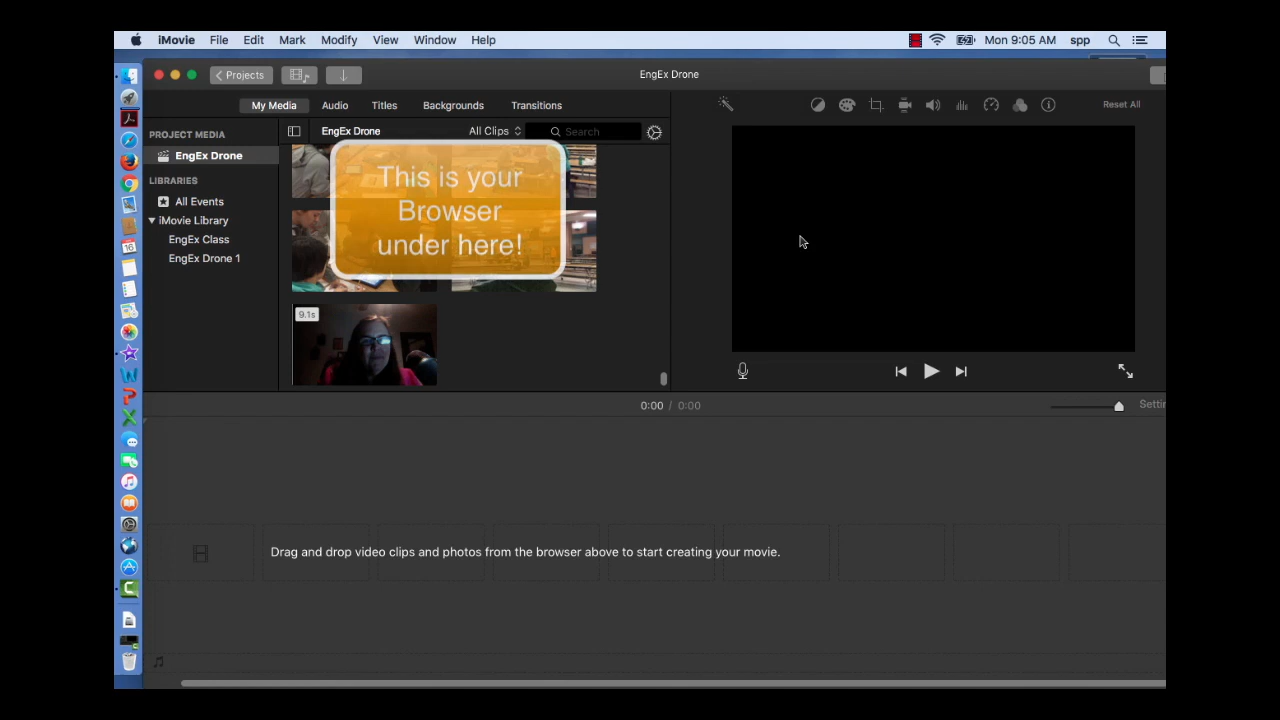 iMovie File Edit Mark Modify View Window Help Mon 9:05 AM spp
Projects EngEx Drone
My Media Audio Titles Backgrounds Transitions Reset All
PROJECT MEDIA EngEx Drone All Clips Search
EngEx Drone
LIBRARIES
All Events
iMovie Library
EngEx Class
EngEx Drone 1
This is your
Browser
under here!
9.1s
0:00 / 0:00 Settin
Drag and drop video clips and photos from the browser above to start creating your movie.
16